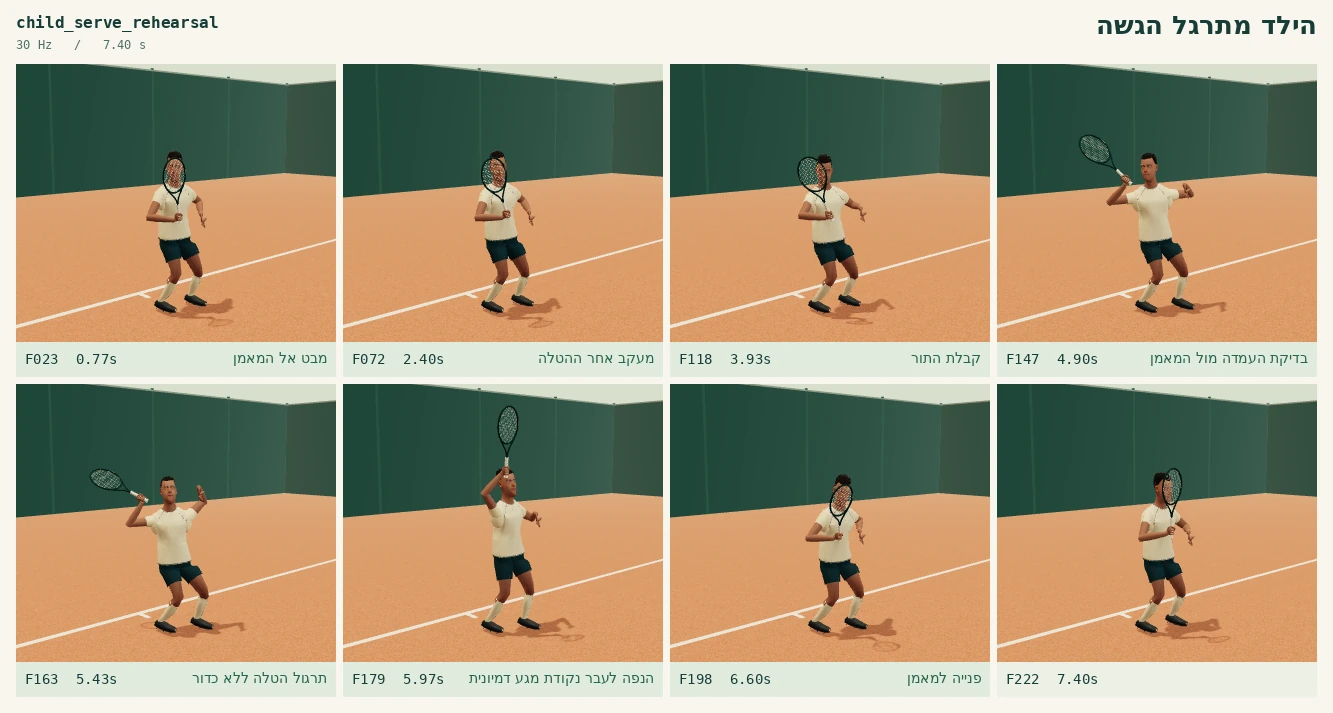 child_serve_rehearsal
הילד מתרגל הגשה
30 Hz / 7.40 s
F023 0.77s מבט אל המאמן
F072 2.40s מעקב אחר ההטלה
F118 3.93s קבלת התור
F147 4.90s בדיקת העמדה מול המאמן
F163 5.43s תרגול הטלה ללא כדור
F179 5.97s הנפה לעבר נקודת מגע דמיונית
F198 6.60s פנייה למאמן
F222 7.40s